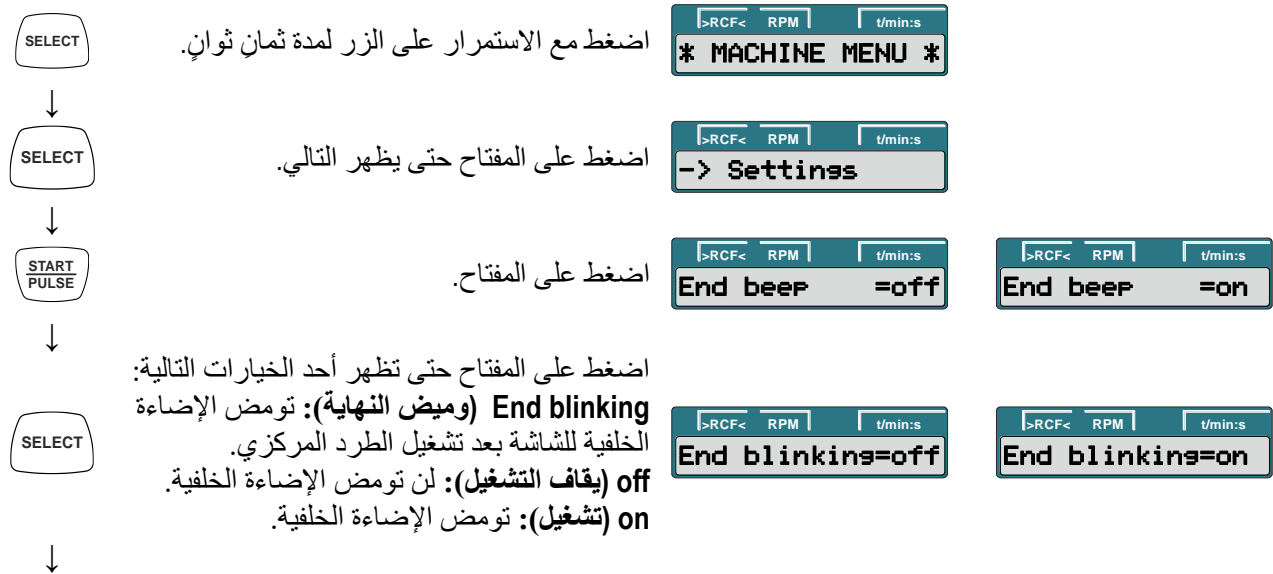 SELECT
اضغط مع الاستمرار على الزر لمدة ثمانِ ثوانٍ.
>RCF< RPM t/min:s
* MACHINE MENU *
↓
SELECT
اضغط على المفتاح حتى يظهر التالي.
>RCF< RPM t/min:s
-> Settings
↓
START
PULSE
اضغط على المفتاح.
>RCF< RPM t/min:s
End beep =off
>RCF< RPM t/min:s
End beep =on
↓
SELECT
اضغط على المفتاح حتى تظهر أحد الخيارات التالية:
End blinking (وميض النهاية): تومض الإضاءة
الخلفية للشاشة بعد تشغيل الطرد المركزي.
off (يقاف التشغيل): لن تومض الإضاءة الخلفية.
on (تشغيل): تومض الإضاءة الخلفية.
>RCF< RPM t/min:s
End blinking=off
>RCF< RPM t/min:s
End blinking=on
↓